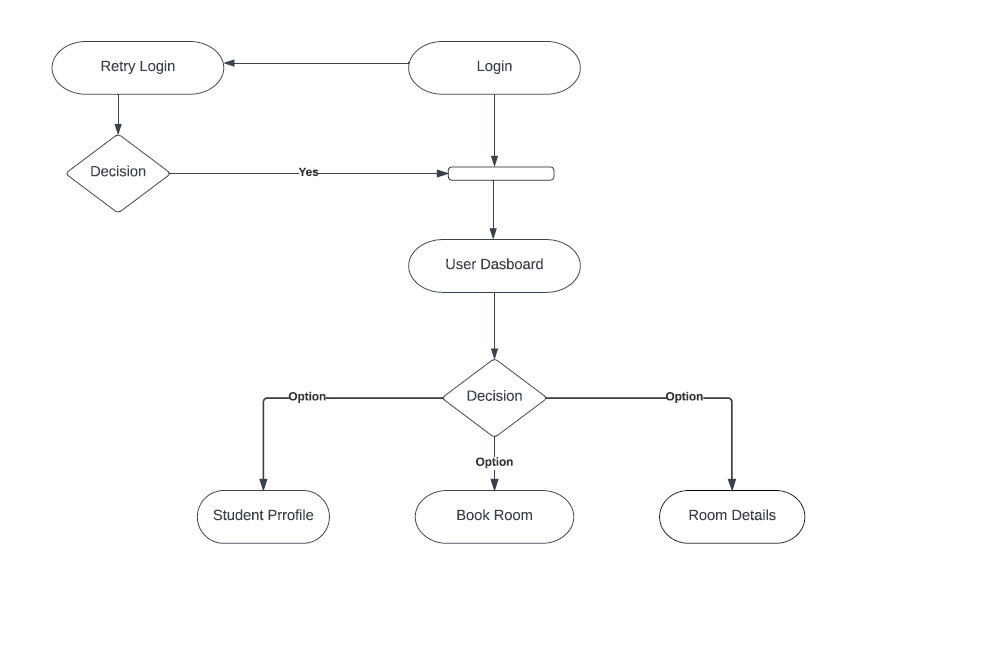 Retry Login
Login
Decision
Yes
User Dasboard
Decision
Option
Option
Option
Student Prrofile
Book Room
Room Details